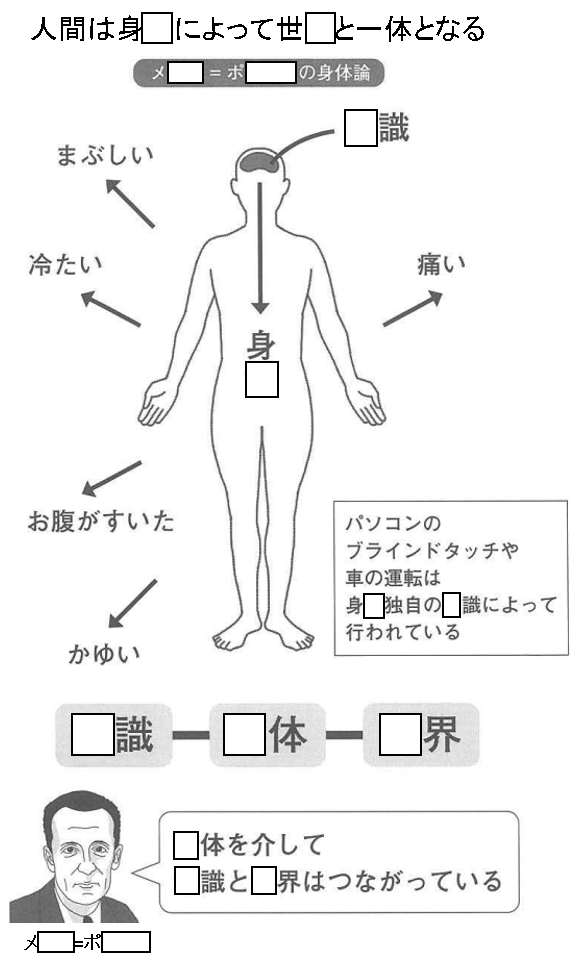 人間は身□によって世□と一体となる
メ□=ポ□の身体論
□識
まぶしい
冷たい
痛い
身
□
お腹がすいた
かゆい
パソコンの
ブラインドタッチや
車の運転は
身□独自の□識によって
行われている
□識 □体 □界
□体を介して
□識と□界はつながっている
メ□=ポ□